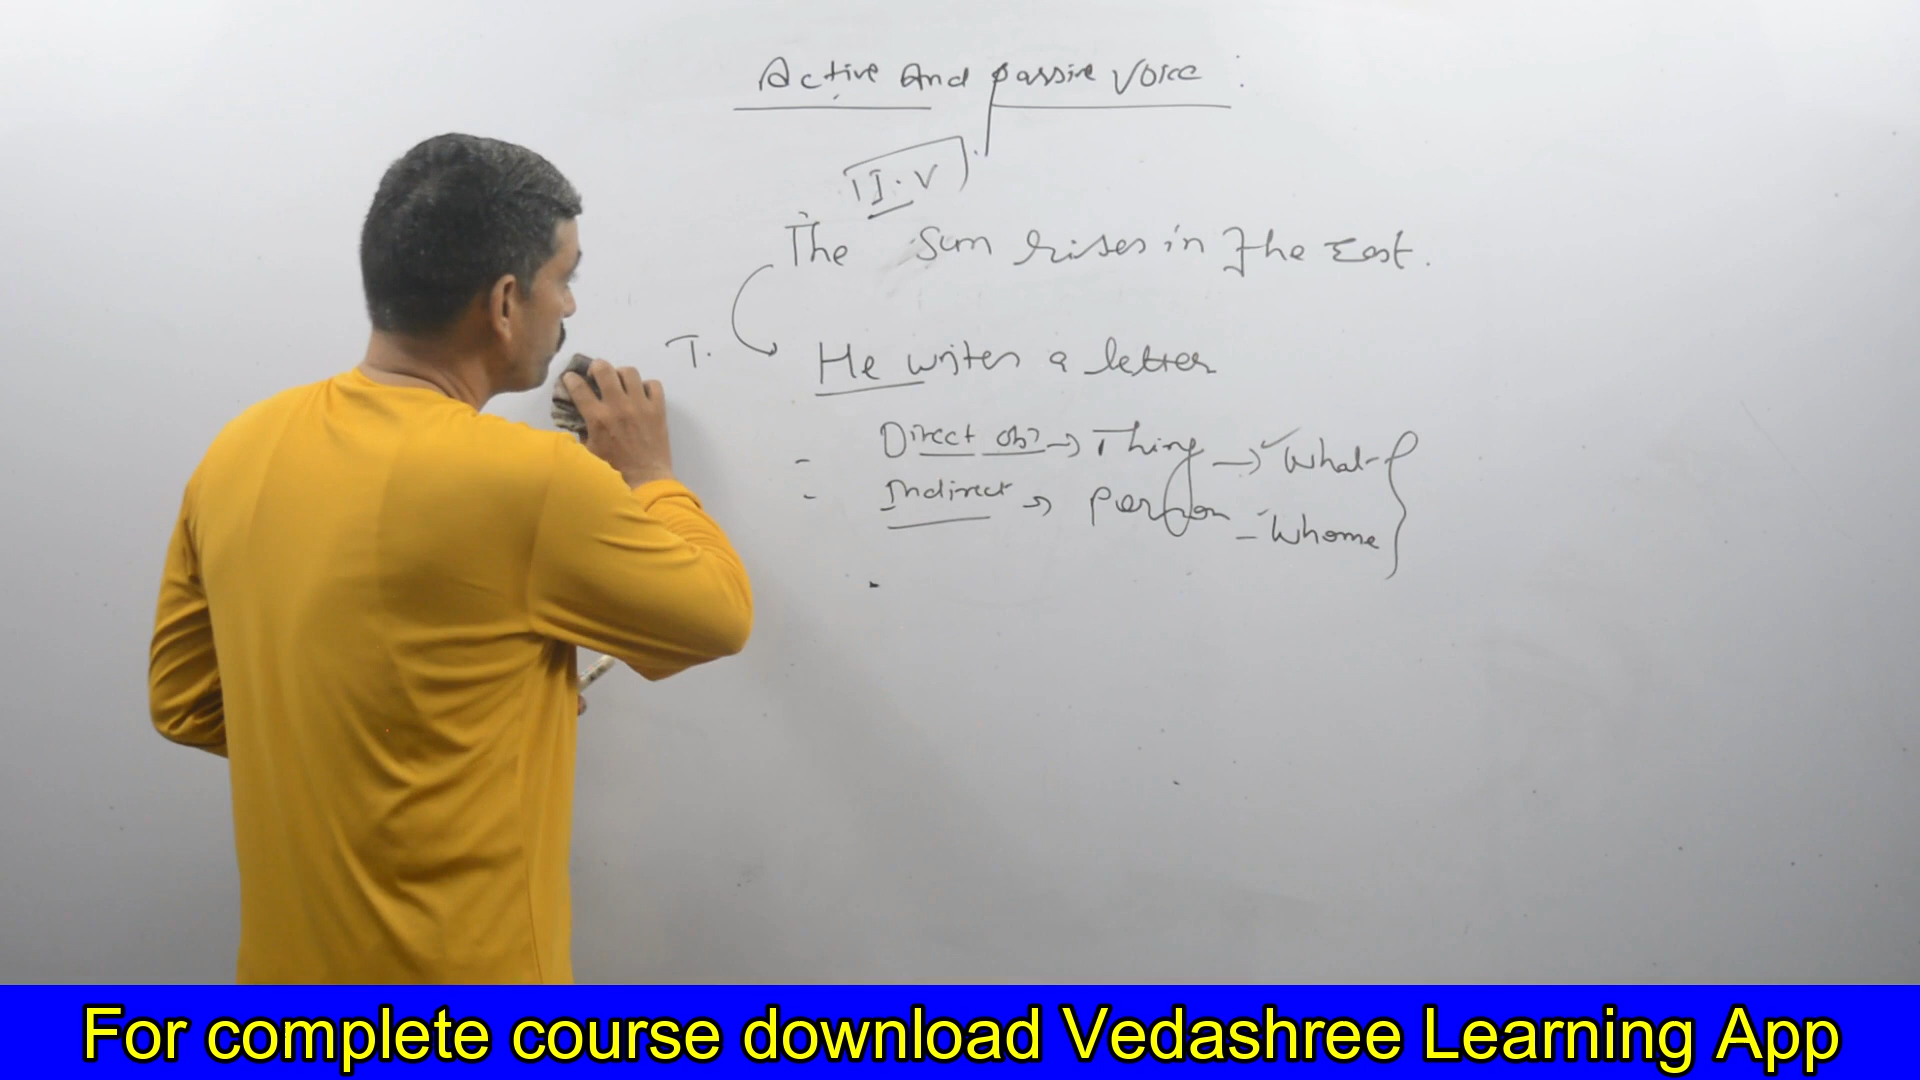 Active And passive Voice :
I.V
The Sun rises in the East.
T. He writes a letter
- Direct obj → Thing → ✓ What
- Indirect → person - Whome
For complete course download Vedashree Learning App